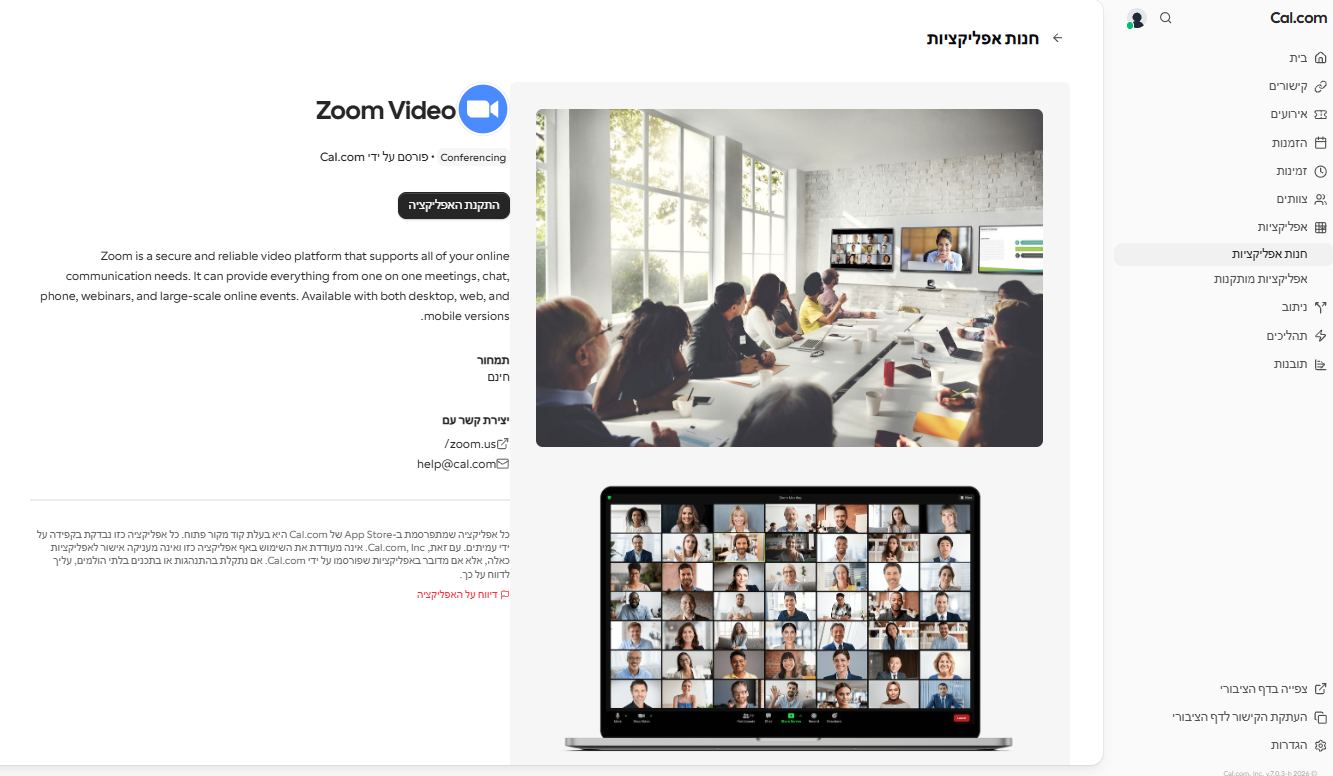 Cal.com
בית
קישורים
אירועים
הזמנות
זמינות
צוותים
אפליקציות
חנות אפליקציות
אפליקציות מותקנות
ניתוב
תהליכים
תובנות
צפייה בדף הציבורי
העתקת הקישור לדף הציבורי
הגדרות
Cal.com, Inc. v.7.0.3-h 2026 ©
חנות אפליקציות
Zoom Video
Conferencing • פורסם על ידי Cal.com
התקנת האפליקציה
Zoom is a secure and reliable video platform that supports all of your online
communication needs. It can provide everything from one on one meetings, chat,
phone, webinars, and large-scale online events. Available with both desktop, web, and
.mobile versions
תמחור
חינם
יצירת קשר עם
/zoom.us
help@cal.com
כל אפליקציה שמתפרסמת ב-App Store של Cal.com היא בעלת קוד מקור פתוח. כל אפליקציה כזו נבדקת בקפידה על
ידי עמיתים. עם זאת, Cal.com, Inc. אינה מעודדת את השימוש באף אפליקציה כזו ואינה מעניקה אישור לאפליקציות
כאלה, אלא אם מדובר באפליקציות שפורסמו על ידי Cal.com. אם נתקלת בהתנהגות או בתכנים בלתי הולמים, עליך
לדווח על כך.
דיווח על האפליקציה